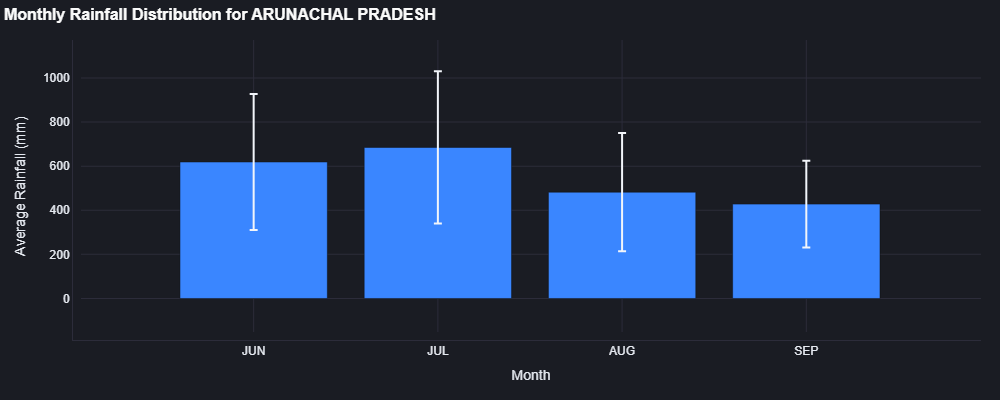 Monthly Rainfall Distribution for ARUNACHAL PRADESH
Average Rainfall (mm)
1000
800
600
400
200
0
JUN JUL AUG SEP
Month